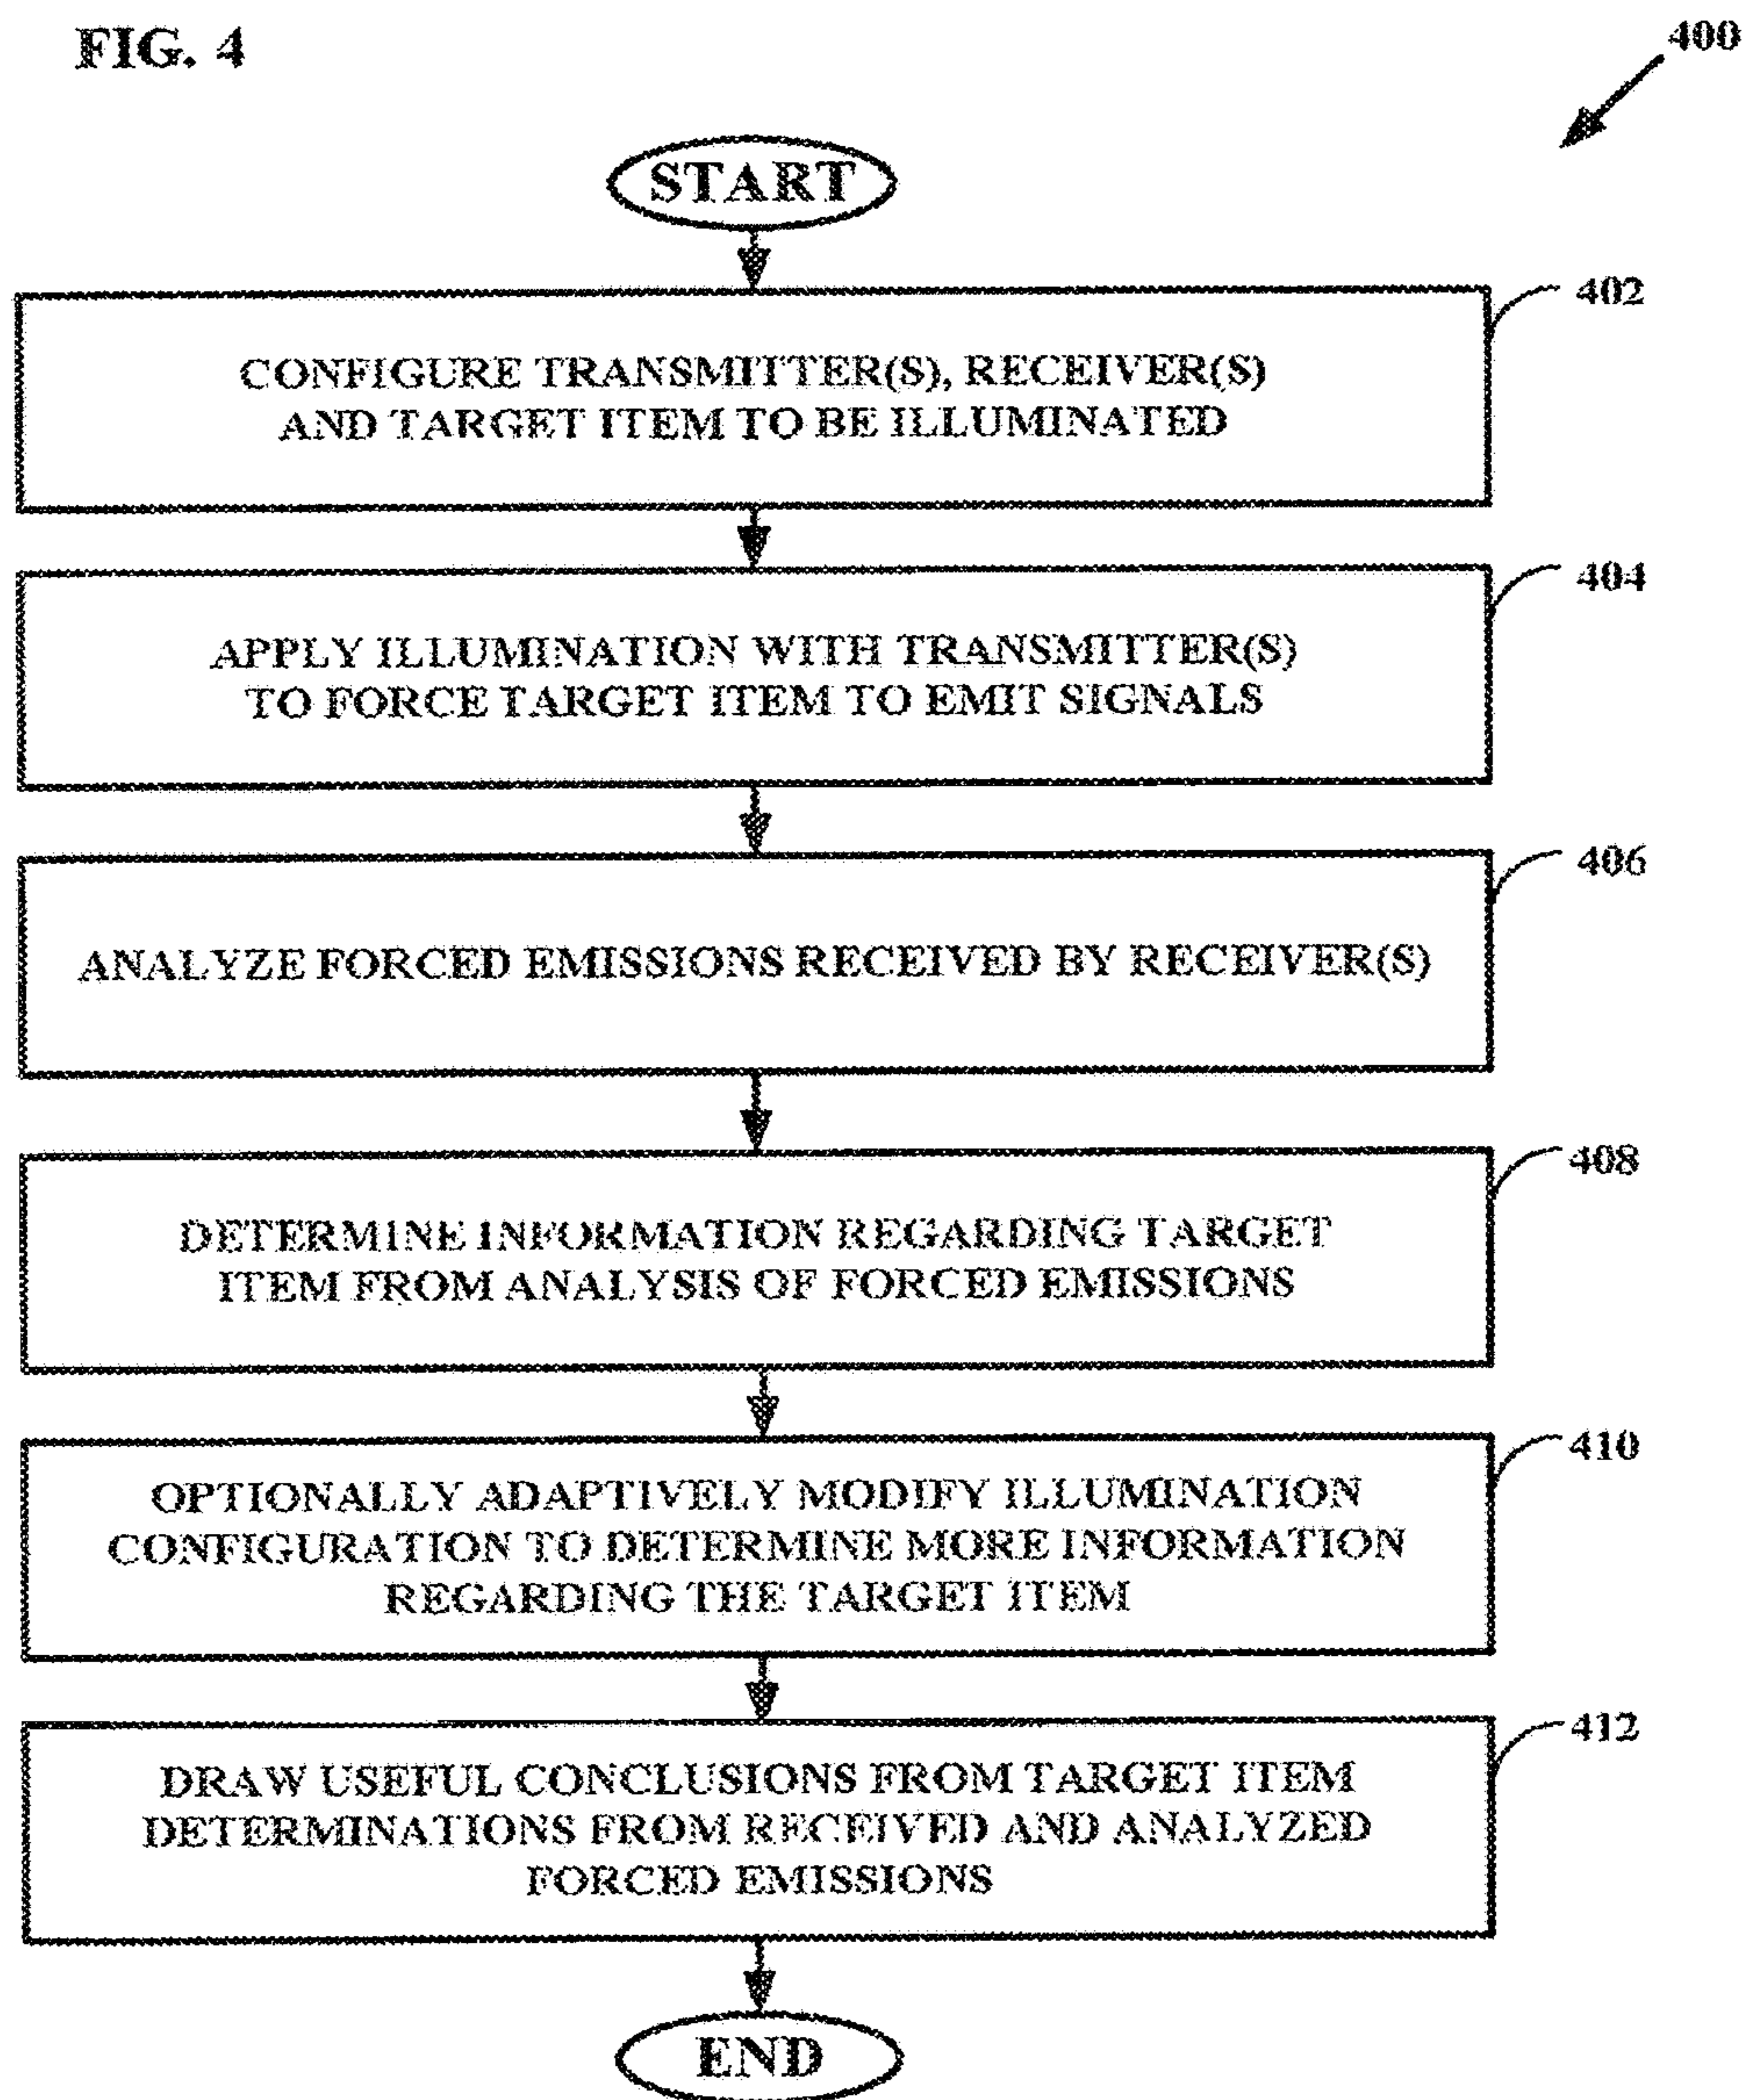 FIG. 4
400
START
402
CONFIGURE TRANSMITTER(S), RECEIVER(S)
AND TARGET ITEM TO BE ILLUMINATED
404
APPLY ILLUMINATION WITH TRANSMITTER(S)
TO FORCE TARGET ITEM TO EMIT SIGNALS
406
ANALYZE FORCED EMISSIONS RECEIVED BY RECEIVER(S)
408
DETERMINE INFORMATION REGARDING TARGET
ITEM FROM ANALYSIS OF FORCED EMISSIONS
410
OPTIONALLY ADAPTIVELY MODIFY ILLUMINATION
CONFIGURATION TO DETERMINE MORE INFORMATION
REGARDING THE TARGET ITEM
412
DRAW USEFUL CONCLUSIONS FROM TARGET ITEM
DETERMINATIONS FROM RECEIVED AND ANALYZED
FORCED EMISSIONS
END